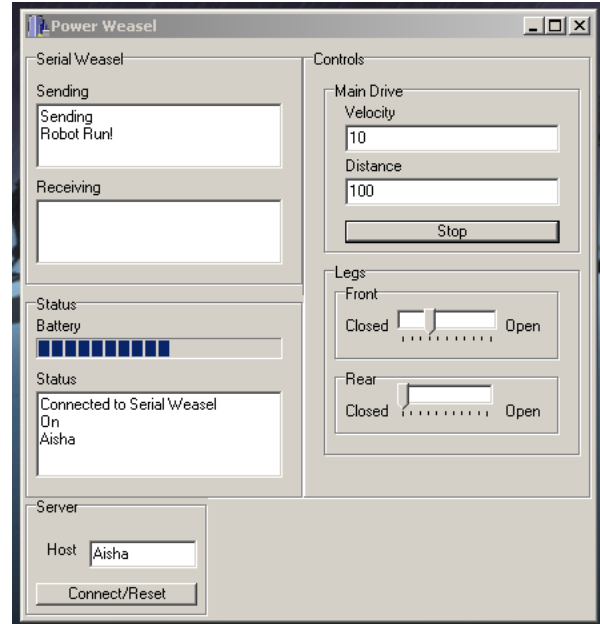 Power Weasel
Serial Weasel
Sending
Sending
Robot Run!
Receiving
Status
Battery
Status
Connected to Serial Weasel
On
Aisha
Server
Host Aisha
Connect/Reset
Controls
Main Drive
Velocity
10
Distance
100
Stop
Legs
Front
Closed Open
Rear
Closed Open